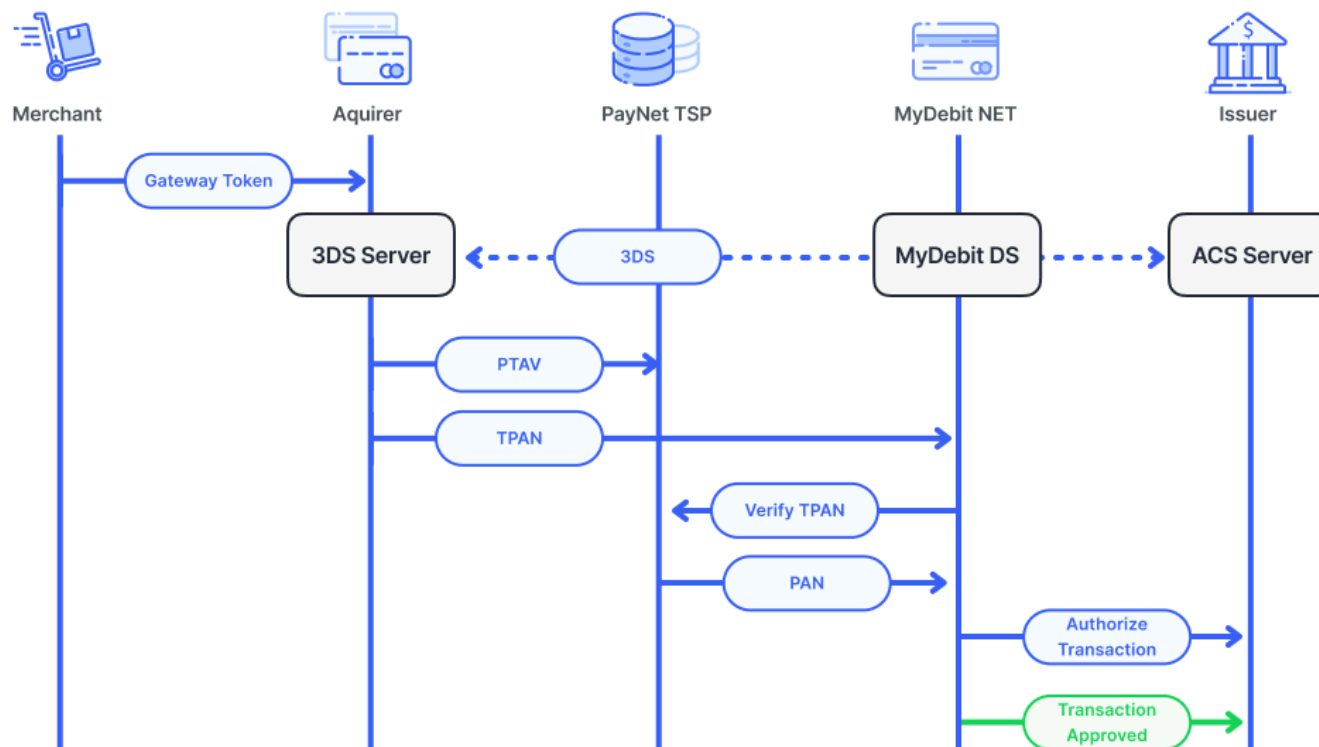 Merchant
Aquirer
PayNet TSP
MyDebit NET
Issuer
Gateway Token
3DS Server
3DS
MyDebit DS
ACS Server
PTAV
TPAN
Verify TPAN
PAN
Authorize
Transaction
Transaction
Approved